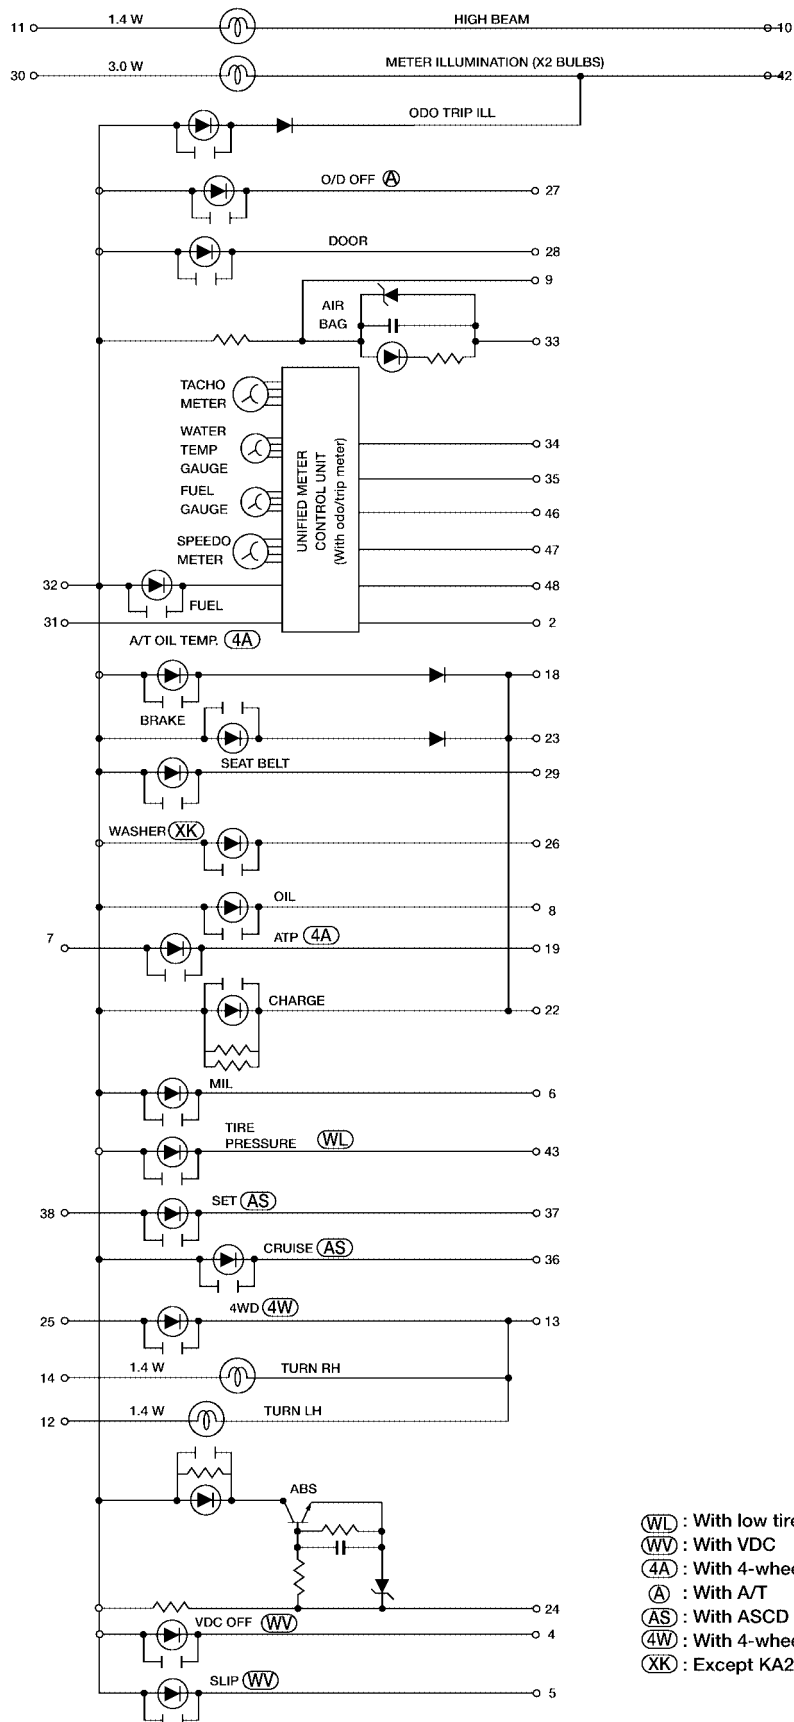 11 1.4 W HIGH BEAM 10
30 3.0 W METER ILLUMINATION (X2 BULBS) 42
ODO TRIP ILL
O/D OFF A 27
DOOR 28
9
AIR
BAG
33
TACHO
METER
WATER
TEMP
GAUGE
FUEL
GAUGE
SPEEDO
METER
UNIFIED METER
CONTROL UNIT
(With odo/trip meter)
34
35
46
47
32 48
FUEL
31 2
A/T OIL TEMP. 4A
18
BRAKE
23
SEAT BELT
29
WASHER XK
26
OIL
8
7 ATP 4A 19
CHARGE
22
MIL
6
TIRE
PRESSURE WL
43
SET AS
38 37
CRUISE AS
36
4WD 4W
25 13
14 1.4 W TURN RH
12 1.4 W TURN LH
ABS
24
VDC OFF WV
4
SLIP WV
5
WL : With low tire
WV : With VDC
4A : With 4-whee
A : With A/T
AS : With ASCD
4W : With 4-whee
XK : Except KA2